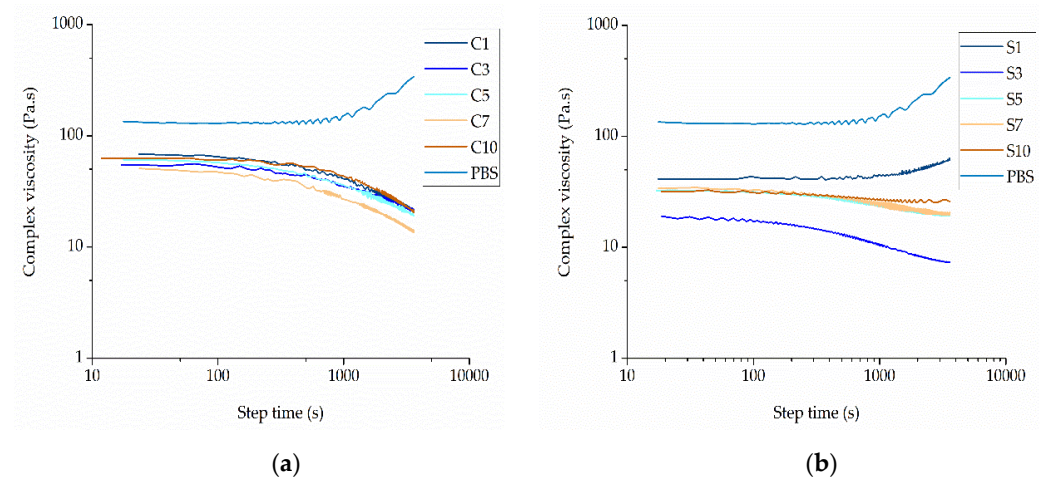 1000
100
10
1
Complex viscosity (Pa.s)
10
100
1000
10000
Step time (s)
C1
C3
C5
C7
C10
PBS
(a)
1000
100
10
1
Complex viscosity (Pa.s)
10
100
1000
10000
Step time (s)
S1
S3
S5
S7
S10
PBS
(b)